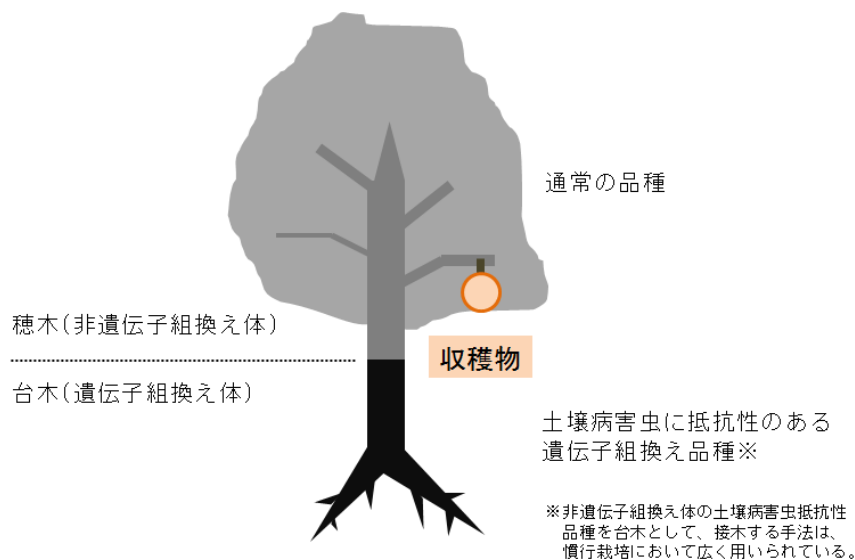 通常の品種
穂木(非遺伝子組換え体)
収穫物
台木(遺伝子組換え体)
土壌病害虫に抵抗性のある
遺伝子組換え品種※
※非遺伝子組換え体の土壌病害虫抵抗性
品種を台木として、接木する手法は、
慣行栽培において広く用いられている。